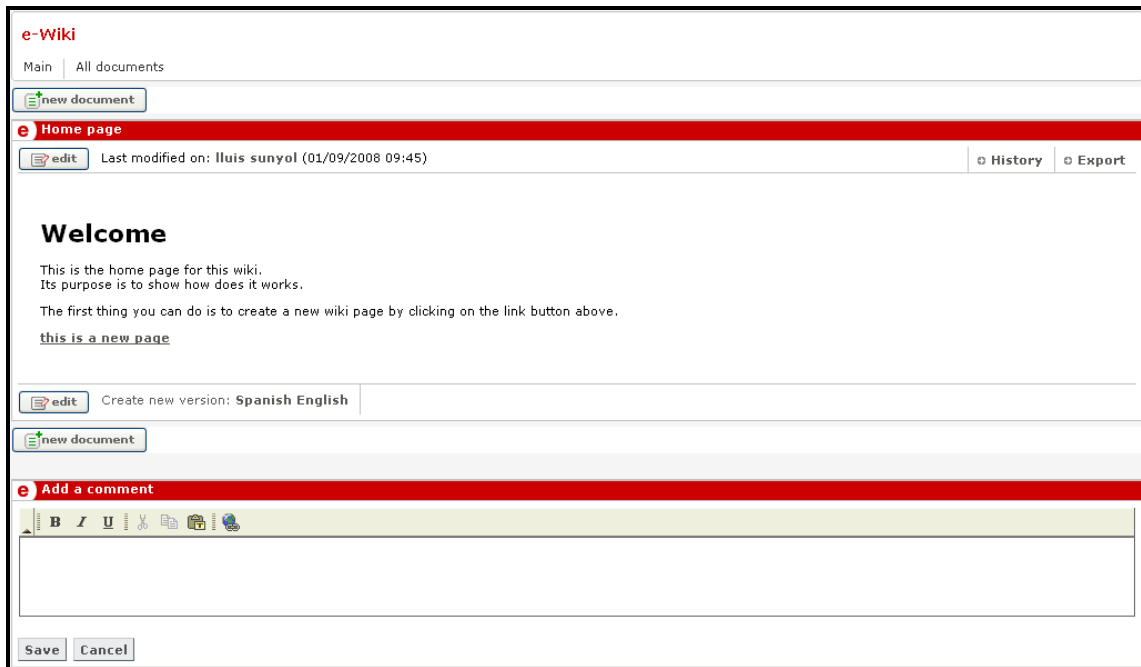 e-Wiki
Main All documents
new document
e Home page
edit Last modified on: lluis sunyol (01/09/2008 09:45) History Export
Welcome
This is the home page for this wiki.
Its purpose is to show how does it works.
The first thing you can do is to create a new wiki page by clicking on the link button above.
this is a new page
edit Create new version: Spanish English
new document
e Add a comment
B I U
Save Cancel